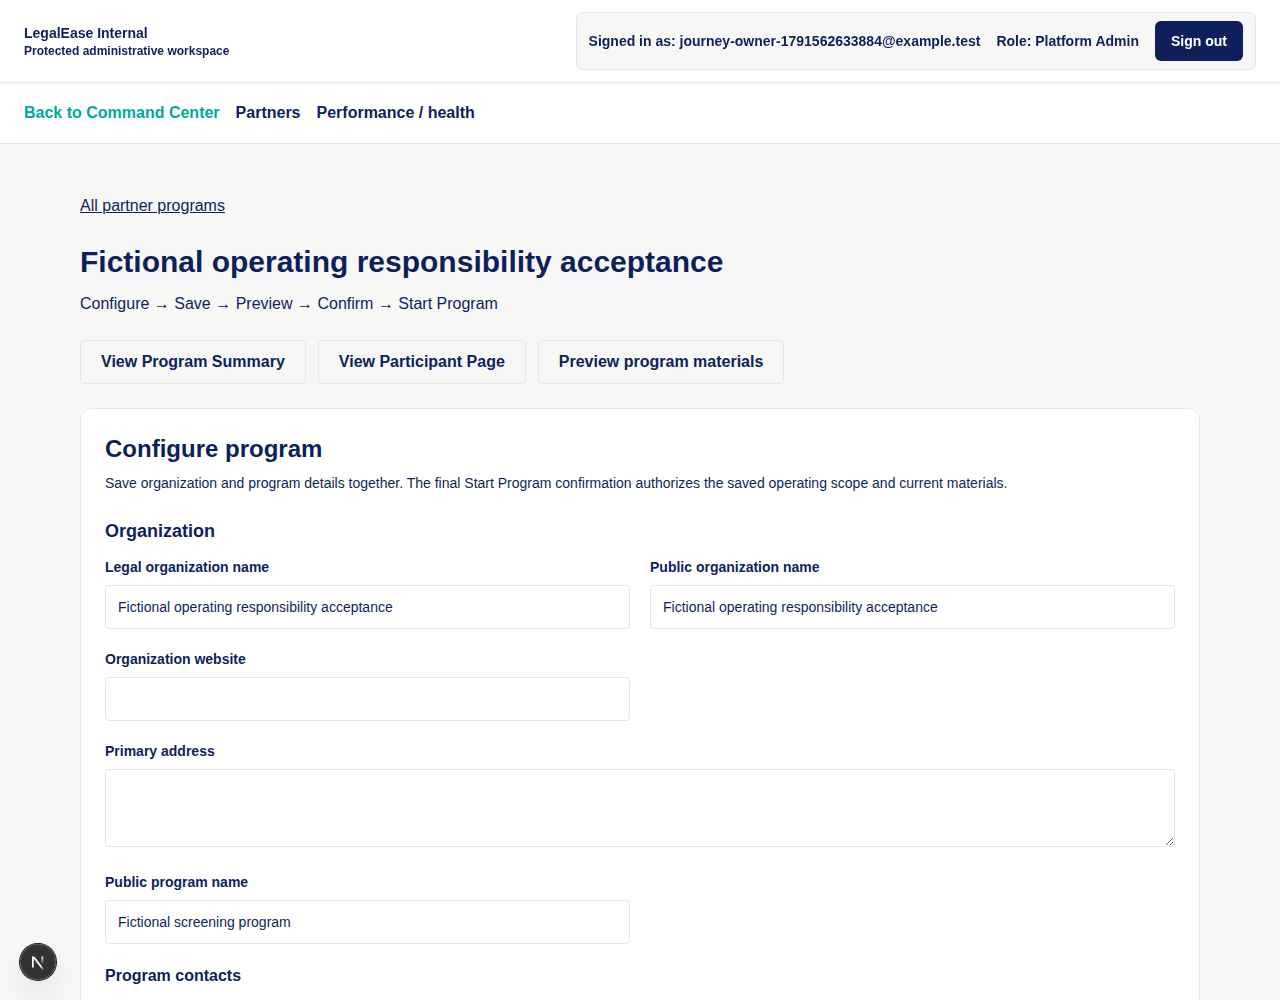 LegalEase Internal
Protected administrative workspace
Signed in as: journey-owner-1791562633884@example.test
Role: Platform Admin
Sign out
Back to Command Center
Partners
Performance / health
All partner programs
Fictional operating responsibility acceptance
Configure → Save → Preview → Confirm → Start Program
View Program Summary
View Participant Page
Preview program materials
Configure program
Save organization and program details together. The final Start Program confirmation authorizes the saved operating scope and current materials.
Organization
Legal organization name
Public organization name
Fictional operating responsibility acceptance
Fictional operating responsibility acceptance
Organization website
Primary address
Public program name
Fictional screening program
Program contacts
N